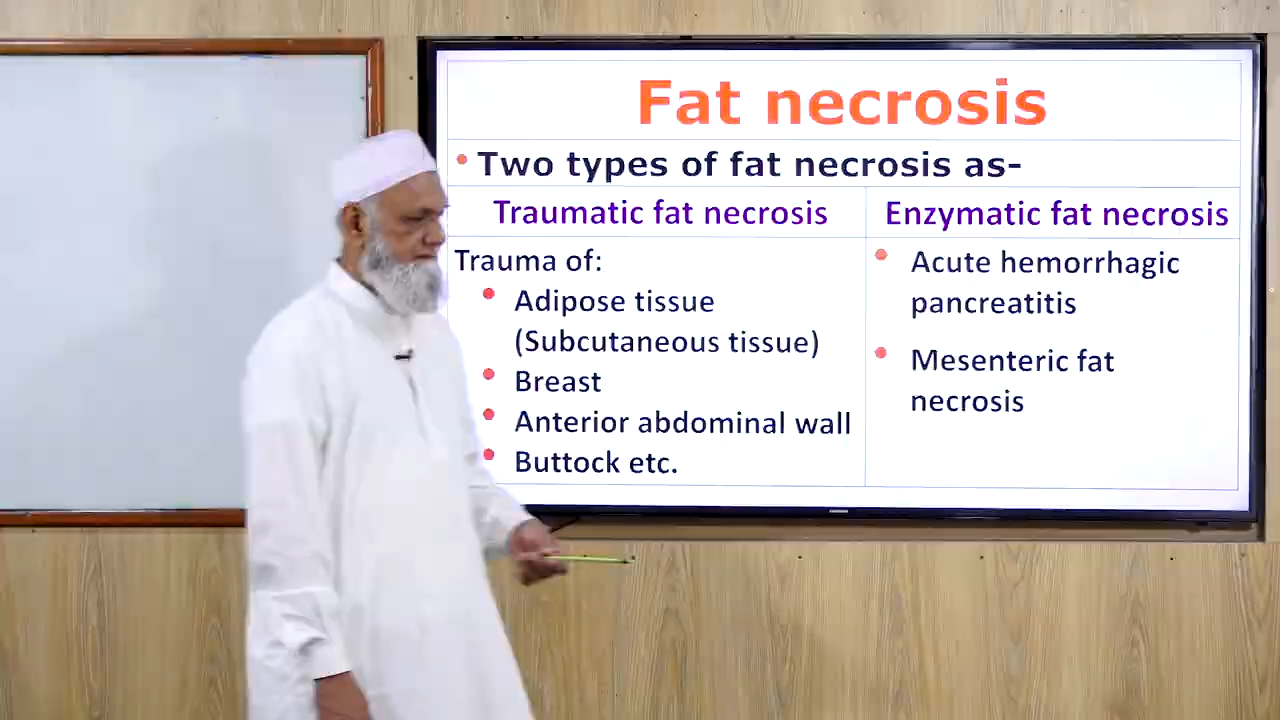 Fat necrosis
• Two types of fat necrosis as-
Traumatic fat necrosis
Trauma of:
• Adipose tissue
(Subcutaneous tissue)
• Breast
• Anterior abdominal wall
• Buttock etc.
Enzymatic fat necrosis
• Acute hemorrhagic
pancreatitis
• Mesenteric fat
necrosis